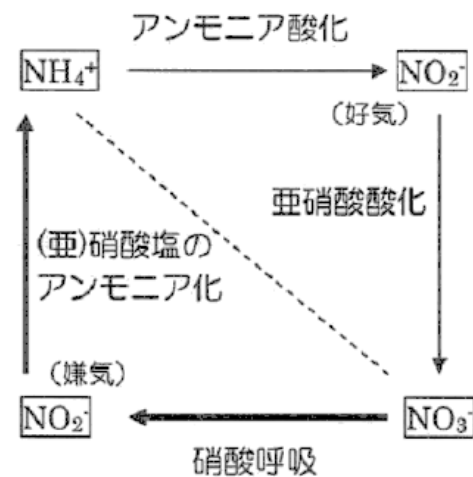 アンモニア酸化
NH₄⁺
NO₂⁻
(好気)
亜硝酸酸化
(亜)硝酸塩の
アンモニア化
(嫌気)
NO₂⁻
NO₃⁻
硝酸呼吸